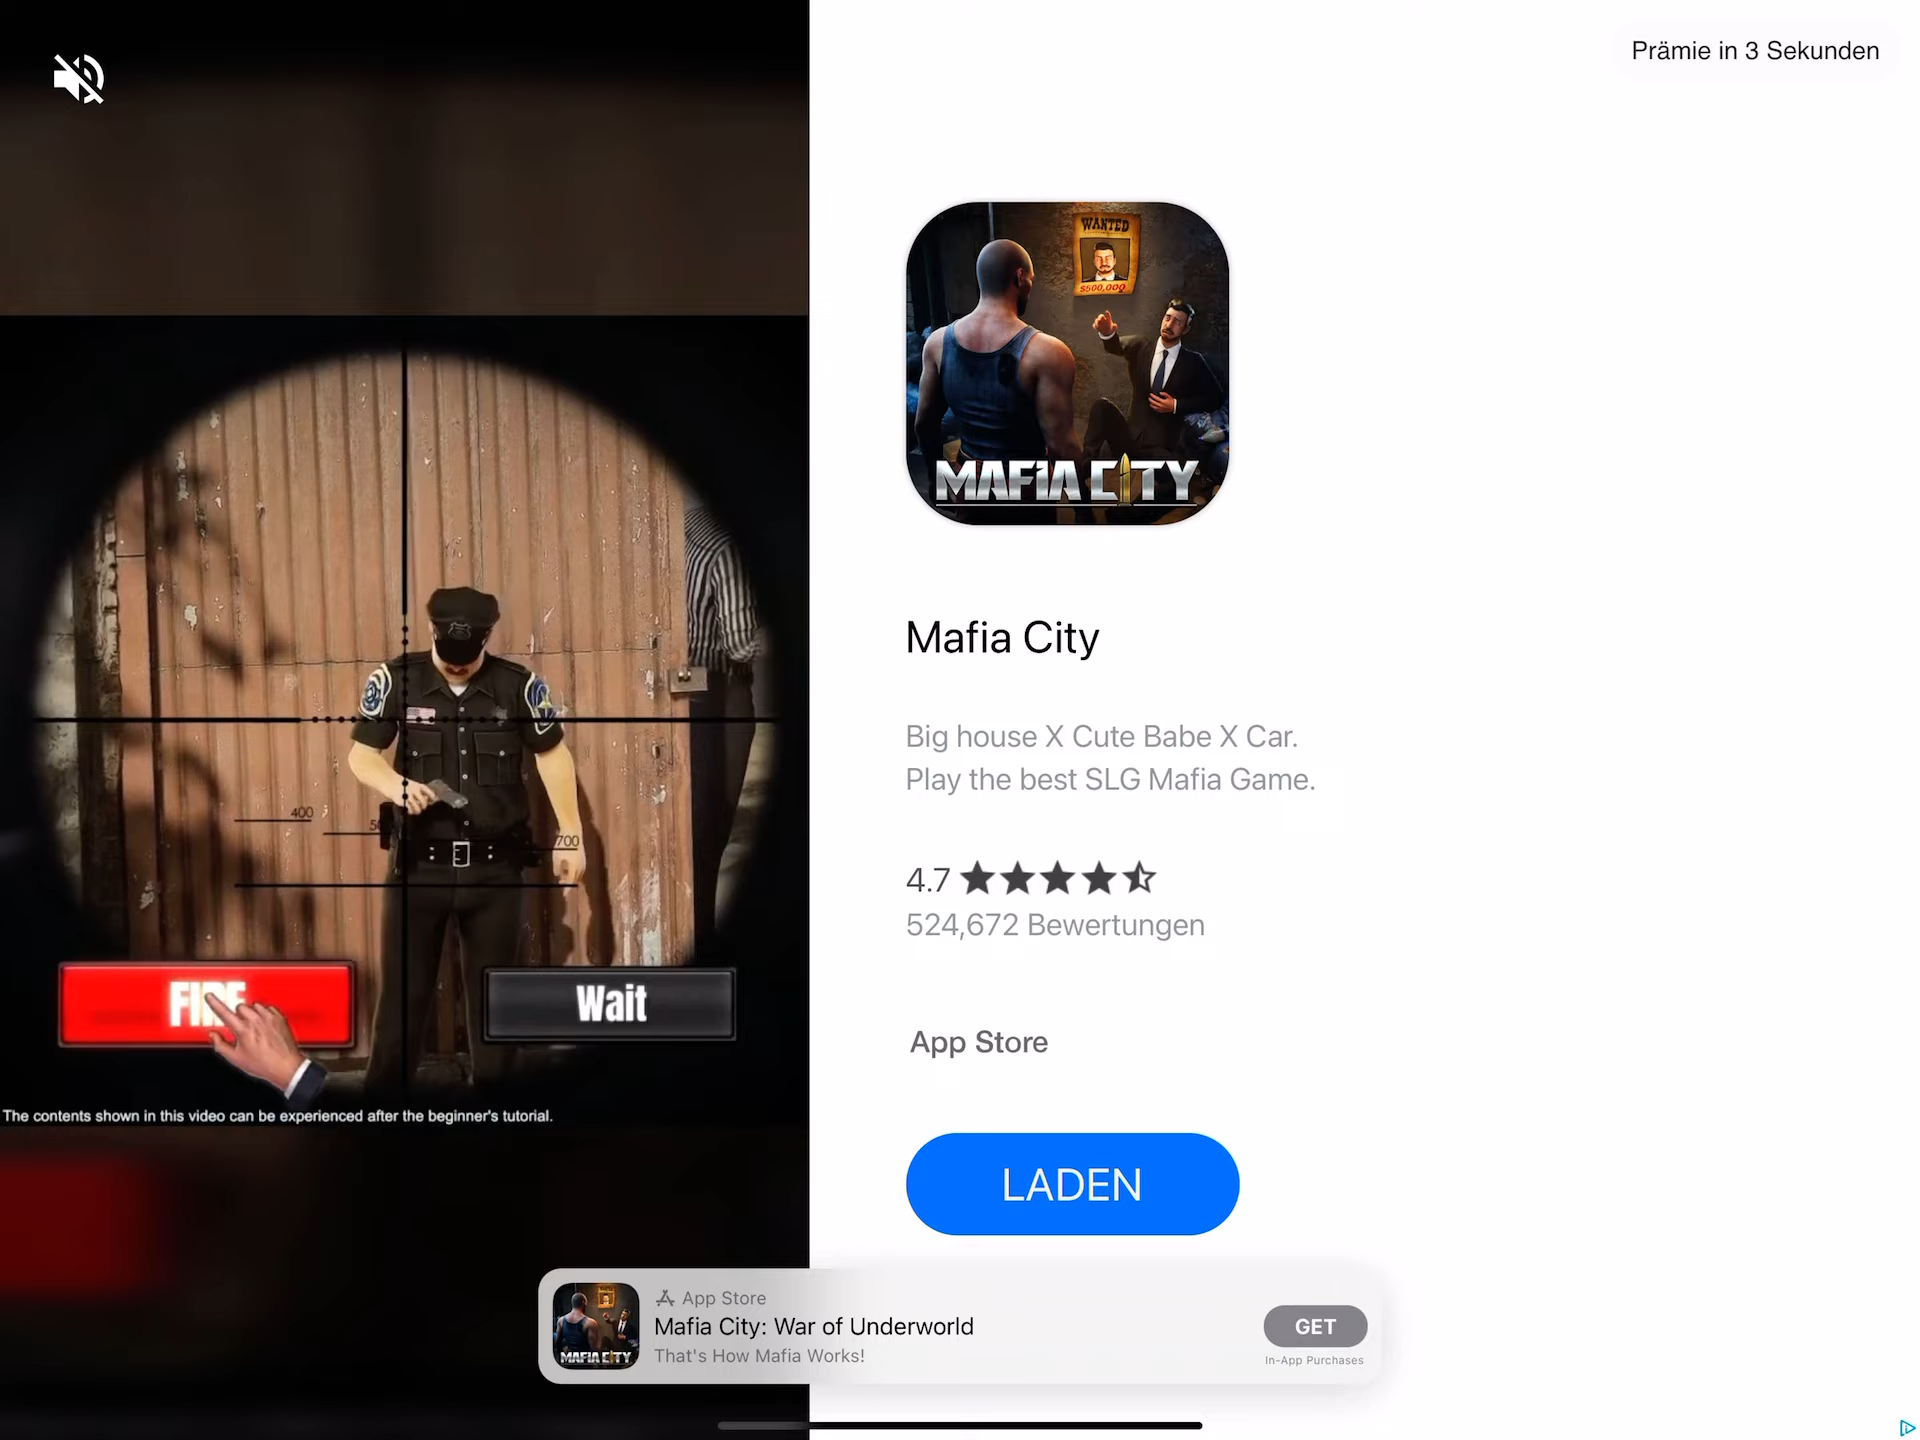 Prämie in 3 Sekunden
WANTED
$500,000
MAFIA CITY
Mafia City
Big house X Cute Babe X Car.
Play the best SLG Mafia Game.
4.7
524,672 Bewertungen
App Store
LADEN
400
700
FIRE
Wait
The contents shown in this video can be experienced after the beginner's tutorial.
MAFIA CITY
App Store
Mafia City: War of Underworld
That's How Mafia Works!
GET
In-App Purchases